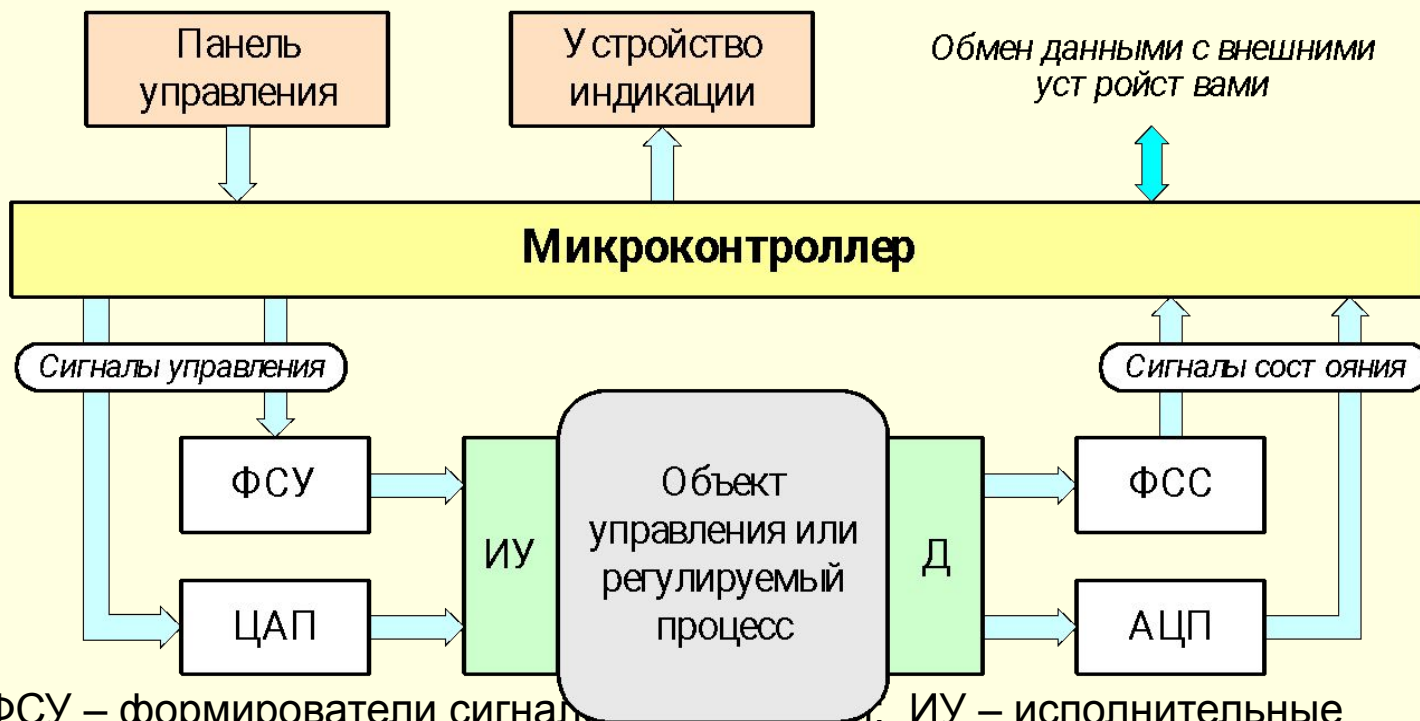 Панель
управления
Устройство
индикации
Обмен данными с внешними
устройствами
Микроконтроллер
Сигналы управления
Сигналы состояния
ФСУ
ЦАП
ИУ
Объект
управления или
регулируемый
процесс
Д
ФСС
АЦП
ФСУ – формирователи ИУ – исполнительные